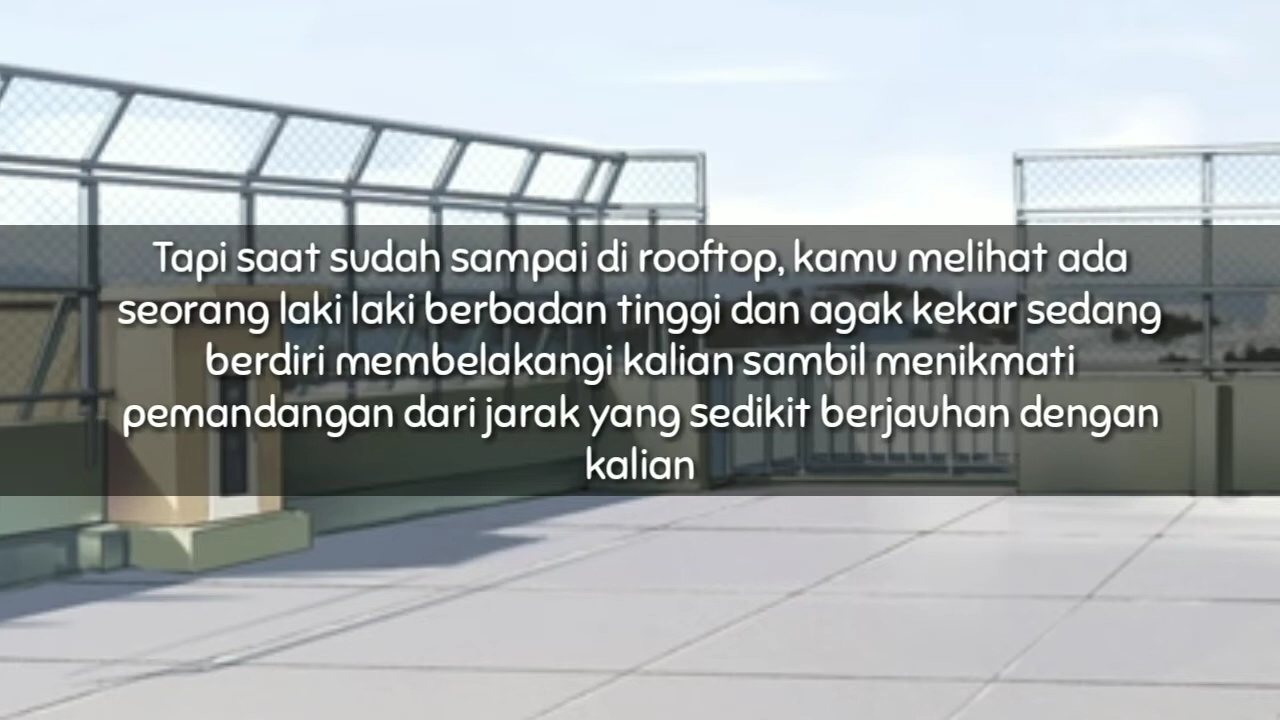 Tapi saat sudah sampai di rooftop, kamu melihat ada
seorang laki laki berbadan tinggi dan agak kekar sedang
berdiri membelakangi kalian sambil menikmati
pemandangan dari jarak yang sedikit berjauhan dengan
kalian